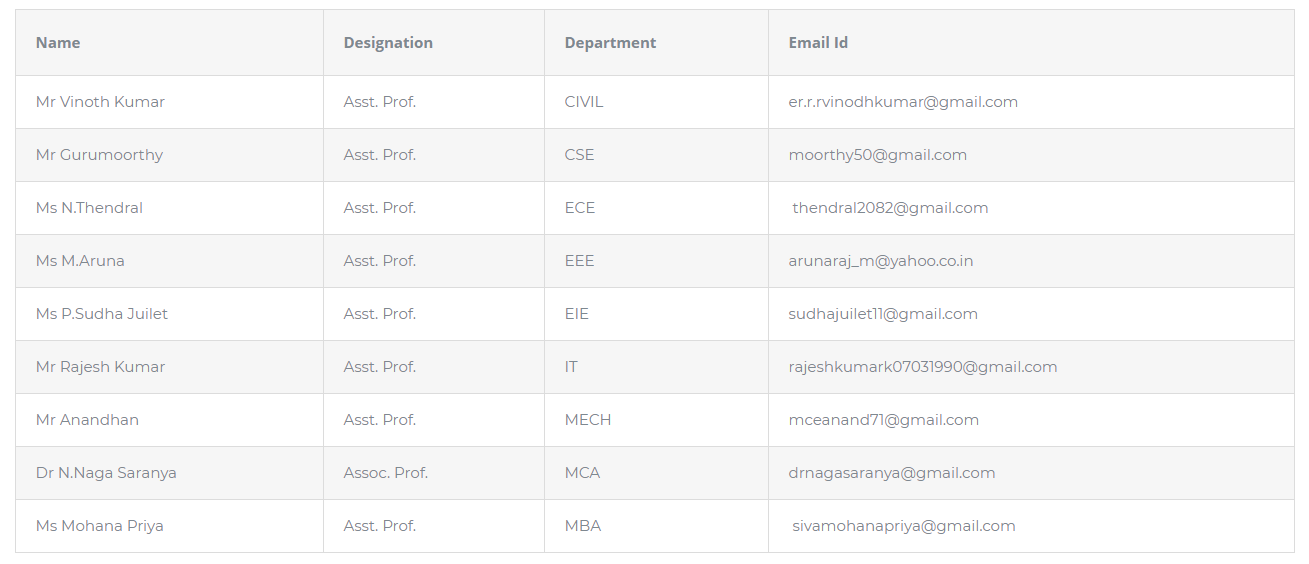 Name Designation Department Email Id
Mr Vinoth Kumar Asst. Prof. CIVIL er.r.rvinodhkumar@gmail.com
Mr Gurumoorthy Asst. Prof. CSE moorthy50@gmail.com
Ms N.Thendral Asst. Prof. ECE thendral2082@gmail.com
Ms M.Aruna Asst. Prof. EEE arunaraj_m@yahoo.co.in
Ms P.Sudha Juilet Asst. Prof. EIE sudhajuilet11@gmail.com
Mr Rajesh Kumar Asst. Prof. IT rajeshkumark07031990@gmail.com
Mr Anandhan Asst. Prof. MECH mceanand71@gmail.com
Dr N.Naga Saranya Assoc. Prof. MCA drnagasaranya@gmail.com
Ms Mohana Priya Asst. Prof. MBA sivamohanapriya@gmail.com